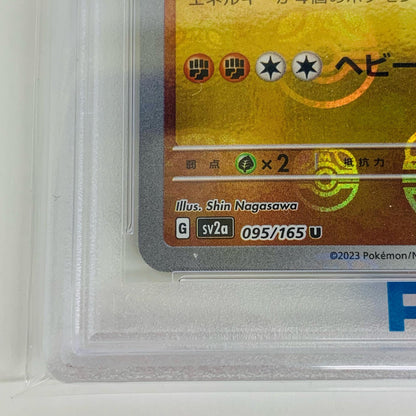 エネルギーが4個のポケモン
ヘビー
弱点 ×2 抵抗力
Illus. Shin Nagasawa
G sv2a 095/165 U
©2023 Pokémon/N